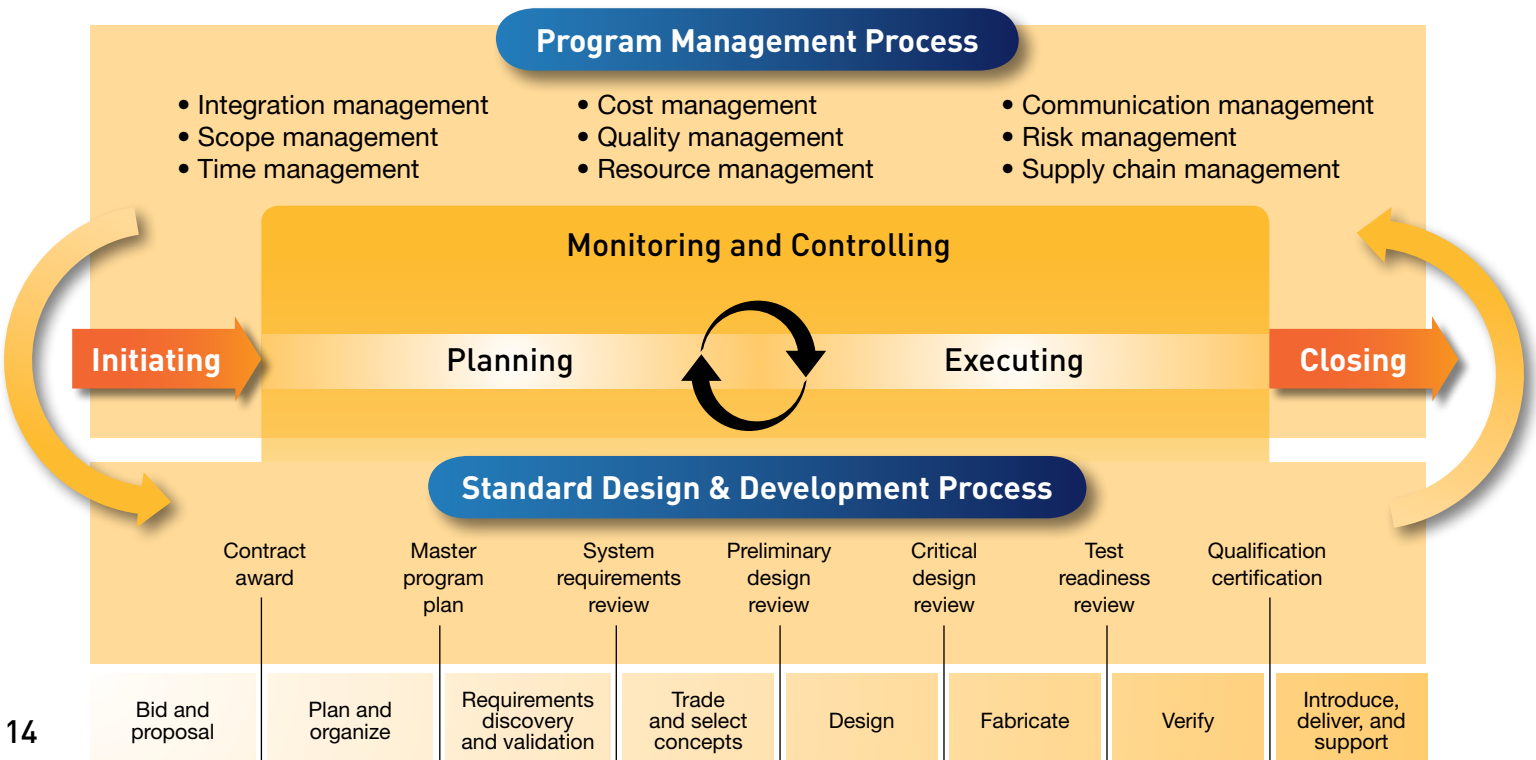 Program Management Process
• Integration management
• Scope management
• Time management
• Cost management
• Quality management
• Resource management
• Communication management
• Risk management
• Supply chain management
Monitoring and Controlling
Initiating
Planning
Executing
Closing
Standard Design & Development Process
Contract
award
Master
program
plan
System
requirements
review
Preliminary
design
review
Critical
design
review
Test
readiness
review
Qualification
certification
Bid and
proposal
Plan and
organize
Requirements
discovery
and validation
Trade
and select
concepts
Design
Fabricate
Verify
Introduce,
deliver, and
support
14